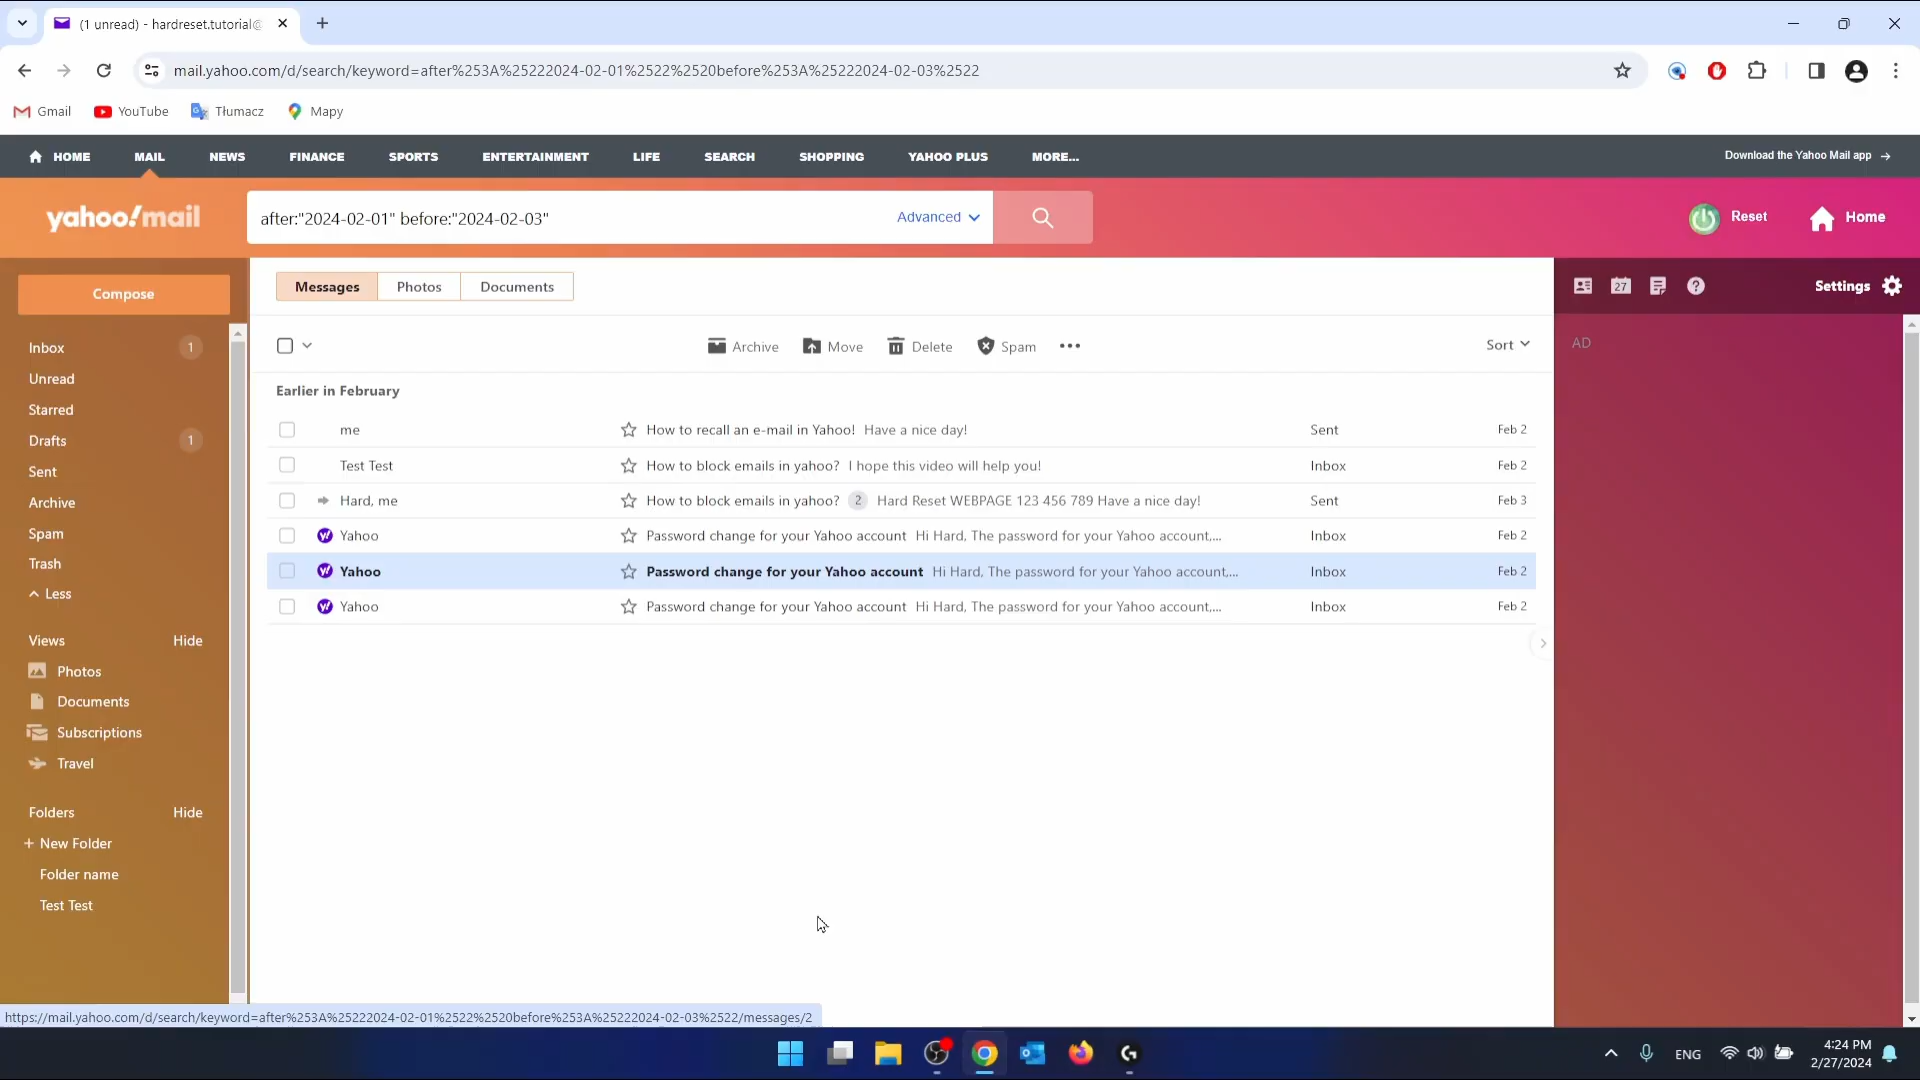 (1 unread) - hardreset.tutorial@
mail.yahoo.com/d/search/keyword=after%253A%25222024-02-01%2522%2520before%253A%25222024-02-03%2522
Gmail YouTube Tłumacz Mapy
HOME MAIL NEWS FINANCE SPORTS ENTERTAINMENT LIFE SEARCH SHOPPING YAHOO PLUS MORE... Download the Yahoo Mail app →
yahoo!mail after:"2024-02-01" before:"2024-02-03" Advanced Reset Home
Compose
Messages Photos Documents
27 ? Settings
Archive Move Delete Spam ••• Sort
AD
Inbox 1
Unread
Starred
Drafts 1
Sent
Archive
Spam
Trash
Less
Views Hide
Photos
Documents
Subscriptions
Travel
Folders Hide
+ New Folder
Folder name
Test Test
Earlier in February
me How to recall an e-mail in Yahoo! Have a nice day! Sent Feb 2
Test Test How to block emails in yahoo? I hope this video will help you! Inbox Feb 2
Hard, me How to block emails in yahoo? 2 Hard Reset WEBPAGE 123 456 789 Have a nice day! Sent Feb 3
y! Yahoo Password change for your Yahoo account Hi Hard, The password for your Yahoo account,... Inbox Feb 2
y! Yahoo Password change for your Yahoo account Hi Hard, The password for your Yahoo account,... Inbox Feb 2
y! Yahoo Password change for your Yahoo account Hi Hard, The password for your Yahoo account,... Inbox Feb 2
https://mail.yahoo.com/d/search/keyword=after%253A%25222024-02-01%2522%2520before%253A%25222024-02-03%2522/messages/2
ENG 4:24 PM
2/27/2024